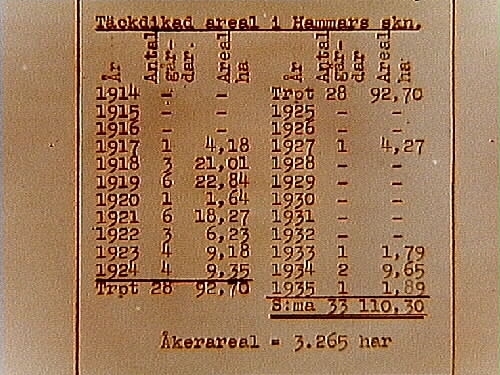 Täckdikad areal i Hammars skn.
År Antal går- dar. Areal ha
1914 - -
1915 - -
1916 - -
1917 1 4,18
1918 3 21,01
1919 6 22,84
1920 1 1,64
1921 6 18,27
1922 3 6,23
1923 4 9,18
1924 4 9,35
Trpt 28 92,70
År Antal går- dar Areal ha
Trpt 28 92,70
1925 - -
1926 - -
1927 1 4,27
1928 - -
1929 - -
1930 - -
1931 - -
1932 - -
1933 1 1,79
1934 2 9,65
1935 1 1,89
S:ma 33 110,30
Åkerareal = 3.265 har